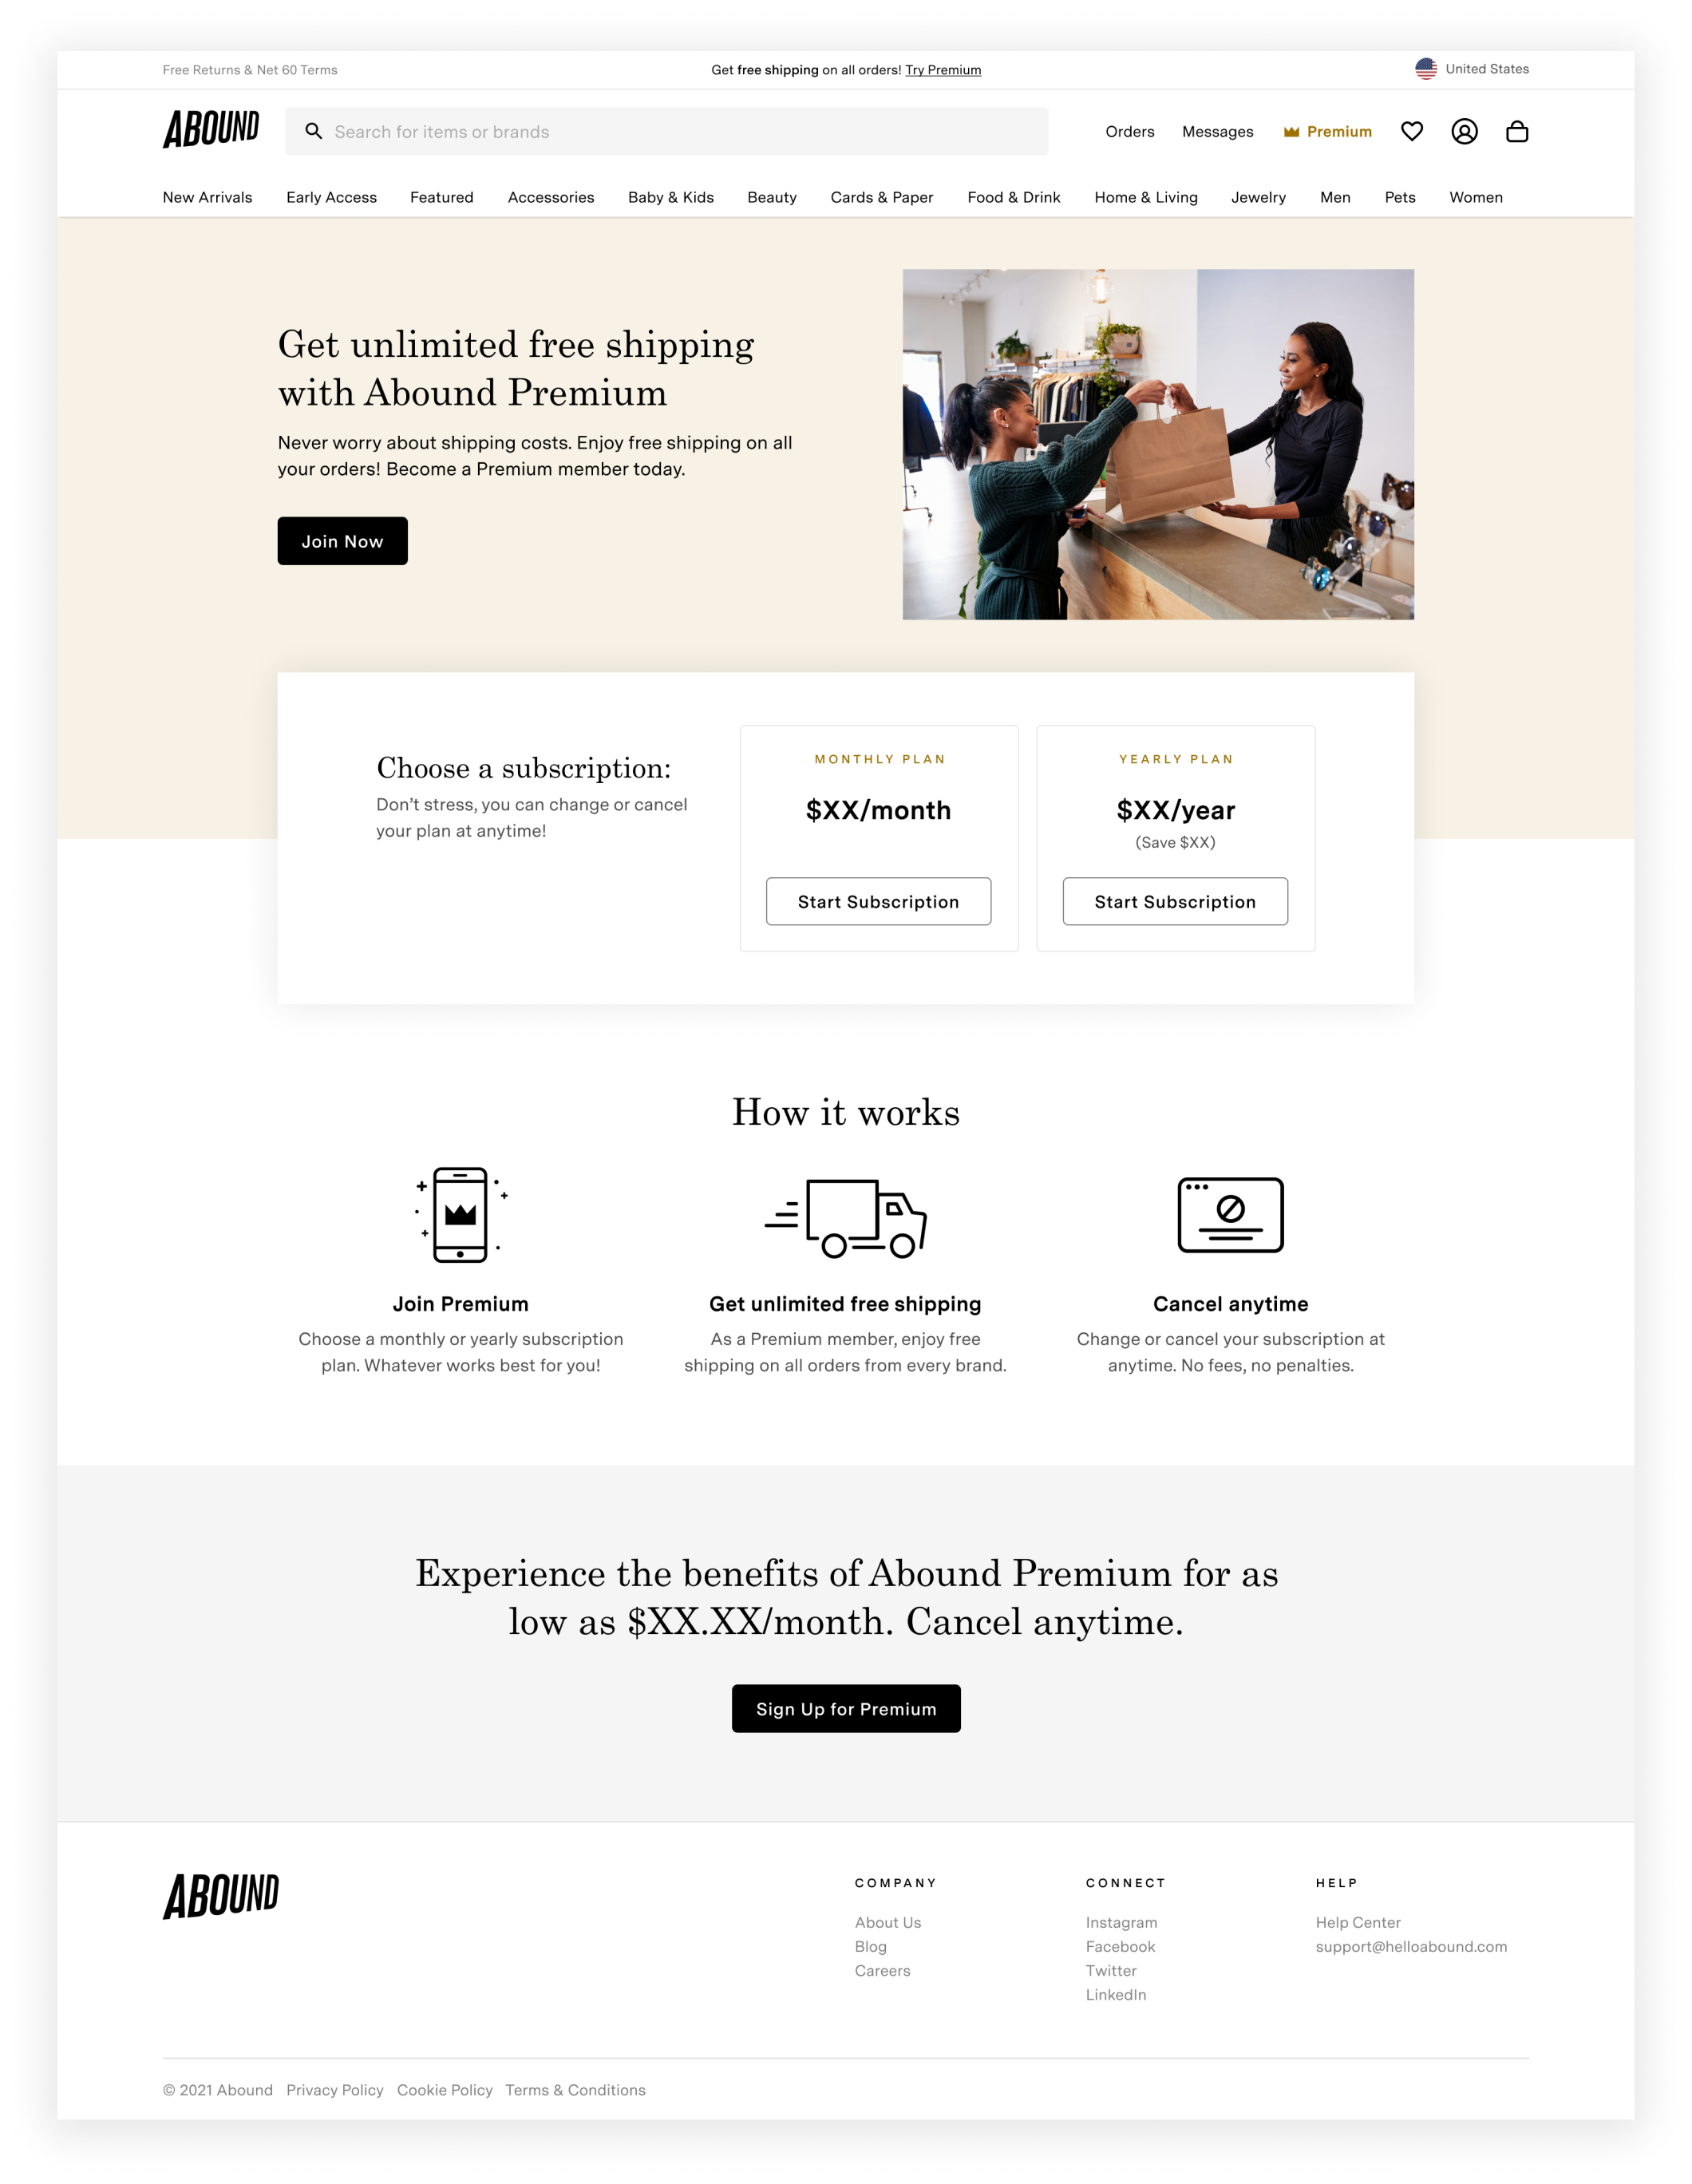 Free Returns & Net 60 Terms
Get free shipping on all orders! Try Premium
United States
ABOUND
Search for items or brands
Orders
Messages
Premium
New Arrivals
Early Access
Featured
Accessories
Baby & Kids
Beauty
Cards & Paper
Food & Drink
Home & Living
Jewelry
Men
Pets
Women
Get unlimited free shipping
with Abound Premium
Never worry about shipping costs. Enjoy free shipping on all
your orders! Become a Premium member today.
Join Now
Choose a subscription:
Don’t stress, you can change or cancel
your plan at anytime!
MONTHLY PLAN
$XX/month
Start Subscription
YEARLY PLAN
$XX/year
(Save $XX)
Start Subscription
How it works
Join Premium
Choose a monthly or yearly subscription
plan. Whatever works best for you!
Get unlimited free shipping
As a Premium member, enjoy free
shipping on all orders from every brand.
Cancel anytime
Change or cancel your subscription at
anytime. No fees, no penalties.
Experience the benefits of Abound Premium for as
low as $XX.XX/month. Cancel anytime.
Sign Up for Premium
ABOUND
COMPANY
About Us
Blog
Careers
CONNECT
Instagram
Facebook
Twitter
LinkedIn
HELP
Help Center
support@helloabound.com
© 2021 Abound
Privacy Policy
Cookie Policy
Terms & Conditions